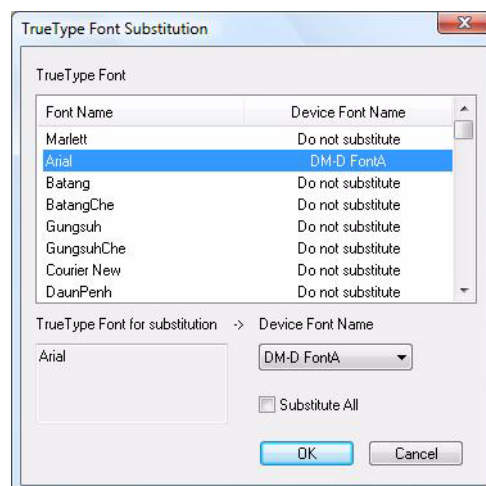 TrueType Font Substitution
TrueType Font
Font Name Device Font Name
Marlett Do not substitute
Arial DM-D FontA
Batang Do not substitute
BatangChe Do not substitute
Gungsuh Do not substitute
GungsuhChe Do not substitute
Courier New Do not substitute
DaunPenh Do not substitute
TrueType Font for substitution -> Device Font Name
Arial DM-D FontA
Substitute All
OK Cancel